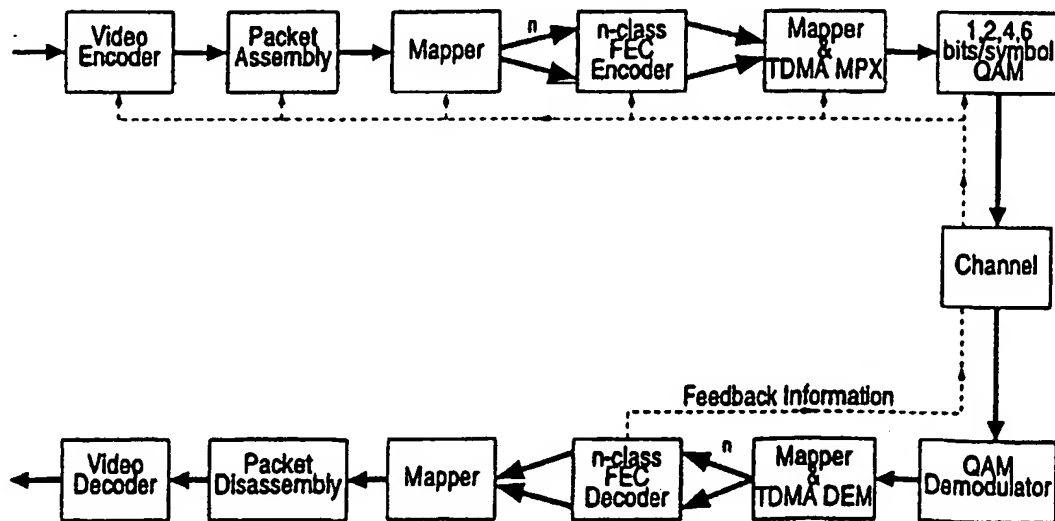 Video
Encoder
Packet
Assembly
Mapper
n
n-class
FEC
Encoder
Mapper
&
TDMA MPX
1,2,4,6
bits/symbol
QAM
Channel
Feedback Information
Video
Decoder
Packet
Disassembly
Mapper
n-class
FEC
Decoder
n
Mapper
&
TDMA DEM
QAM
Demodulator